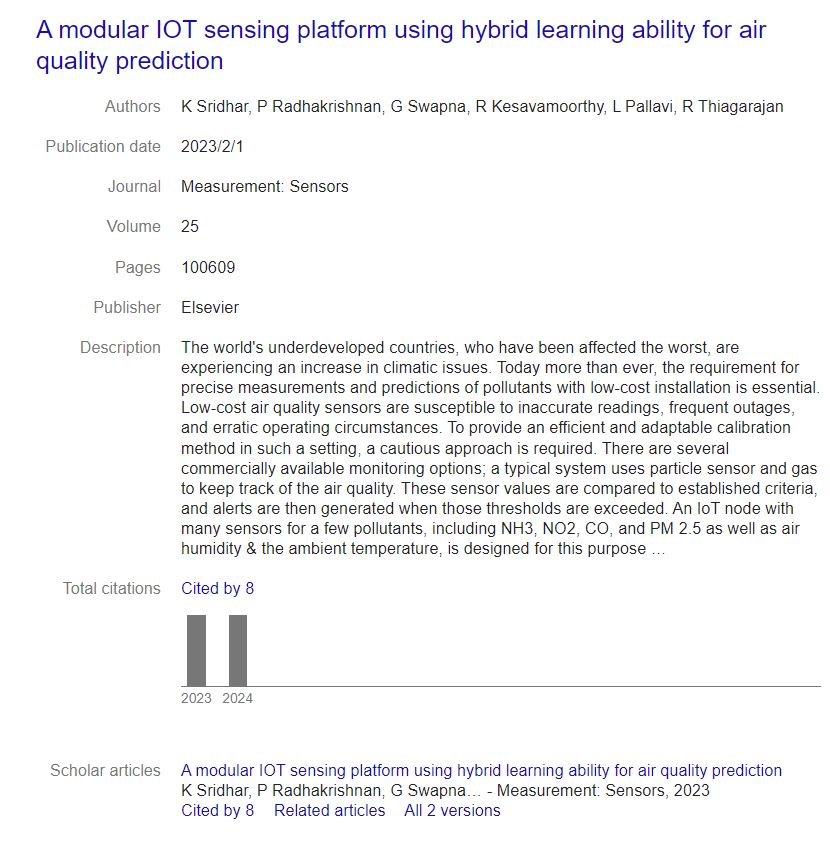 A modular IOT sensing platform using hybrid learning ability for air
quality prediction
Authors K Sridhar, P Radhakrishnan, G Swapna, R Kesavamoorthy, L Pallavi, R Thiagarajan
Publication date 2023/2/1
Journal Measurement: Sensors
Volume 25
Pages 100609
Publisher Elsevier
Description The world's underdeveloped countries, who have been affected the worst, are
experiencing an increase in climatic issues. Today more than ever, the requirement for
precise measurements and predictions of pollutants with low-cost installation is essential.
Low-cost air quality sensors are susceptible to inaccurate readings, frequent outages,
and erratic operating circumstances. To provide an efficient and adaptable calibration
method in such a setting, a cautious approach is required. There are several
commercially available monitoring options; a typical system uses particle sensor and gas
to keep track of the air quality. These sensor values are compared to established criteria,
and alerts are then generated when those thresholds are exceeded. An IoT node with
many sensors for a few pollutants, including NH3, NO2, CO, and PM 2.5 as well as air
humidity & the ambient temperature, is designed for this purpose …
Total citations Cited by 8
2023 2024
Scholar articles A modular IOT sensing platform using hybrid learning ability for air quality prediction
K Sridhar, P Radhakrishnan, G Swapna… - Measurement: Sensors, 2023
Cited by 8 Related articles All 2 versions